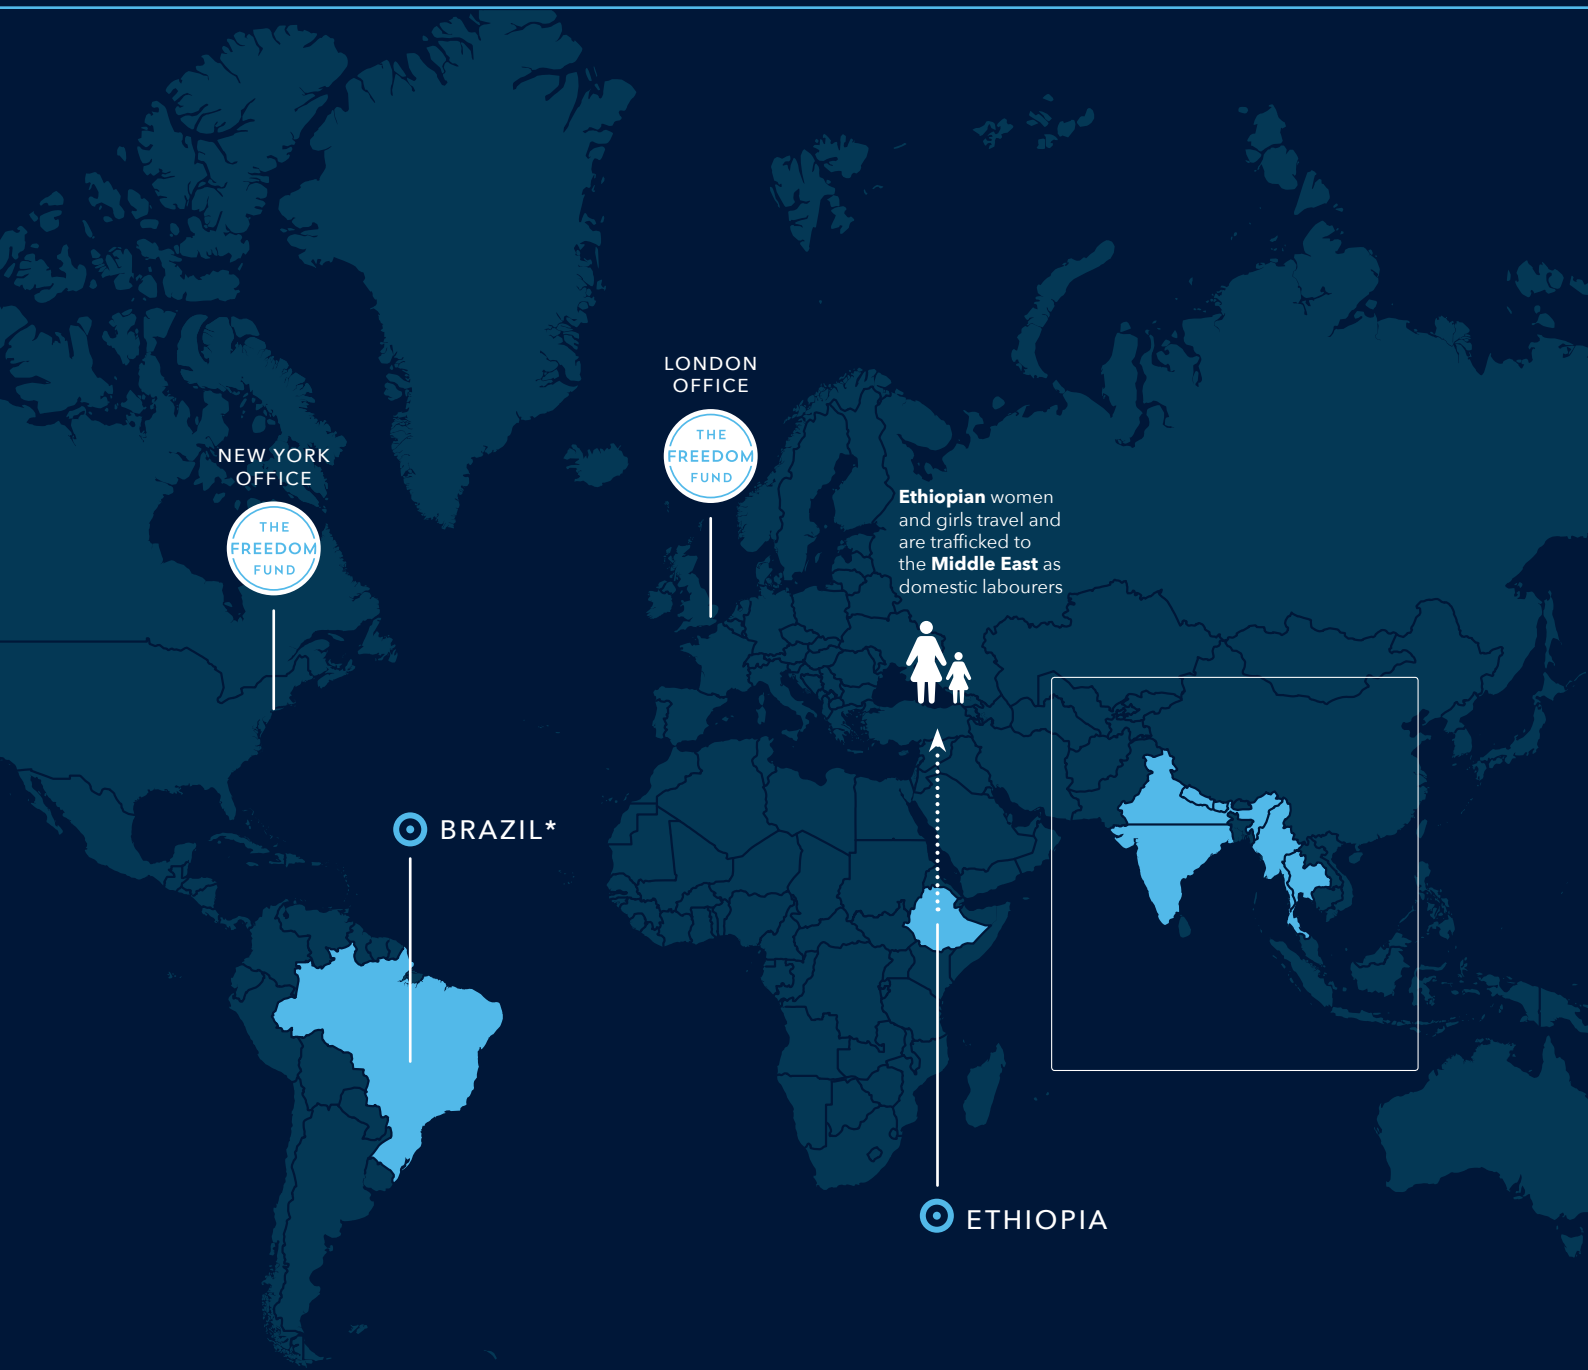 LONDON
OFFICE
THE
FREEDOM
FUND
NEW YORK
OFFICE
THE
FREEDOM
FUND
Ethiopian women
and girls travel and
are trafficked to
the Middle East as
domestic labourers
BRAZIL*
ETHIOPIA